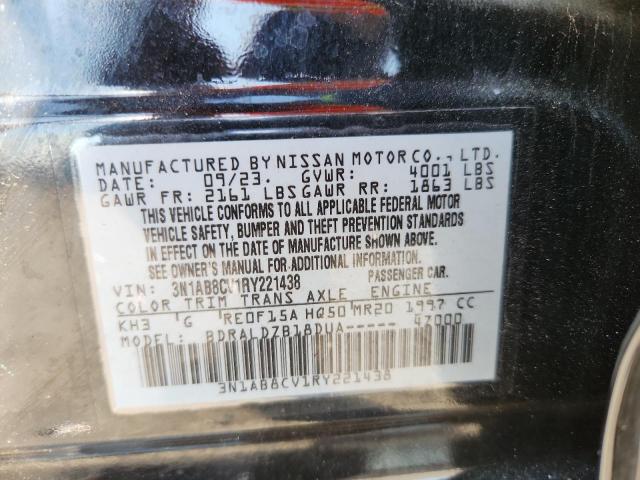 MANUFACTURED BY NISSAN MOTOR CO., LTD.
DATE: 09/23. GVWR: 4001 LBS
GAWR FR: 2161 LBS GAWR RR: 1863 LBS
THIS VEHICLE CONFORMS TO ALL APPLICABLE FEDERAL MOTOR
VEHICLE SAFETY, BUMPER AND THEFT PREVENTION STANDARDS
IN EFFECT ON THE DATE OF MANUFACTURE SHOWN ABOVE.
SEE OWNER'S MANUAL FOR ADDITIONAL INFORMATION.
VIN: 3N1AB8CV1RY221438 PASSENGER CAR.
COLOR TRIM TRANS AXLE ENGINE
KH3 G RE0F15A HQ50 MR20 1997 CC
MODEL: BDRALDZB18DUA----- 47000
3N1AB8CV1RY221438